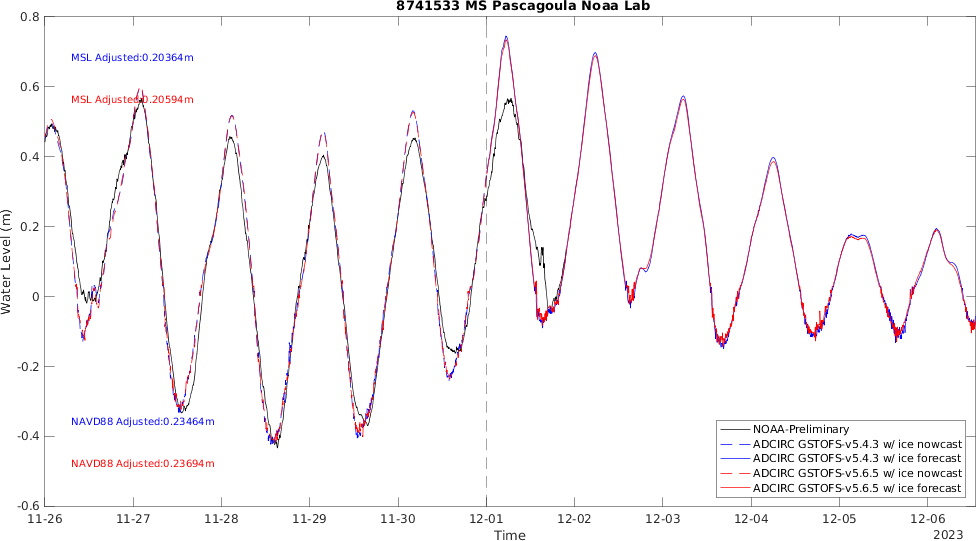 8741533 MS Pascagoula Noaa Lab
0.8
0.6
0.4
0.2
0
-0.2
-0.4
-0.6
Water Level (m)
MSL Adjusted:0.20364m
MSL Adjusted:0.20594m
NAVD88 Adjusted:0.23464m
NAVD88 Adjusted:0.23694m
NOAA-Preliminary
ADCIRC GSTOFS-v5.4.3 w/ ice nowcast
ADCIRC GSTOFS-v5.4.3 w/ ice forecast
ADCIRC GSTOFS-v5.6.5 w/ ice nowcast
ADCIRC GSTOFS-v5.6.5 w/ ice forecast
11-26 11-27 11-28 11-29 11-30 12-01 12-02 12-03 12-04 12-05 12-06
Time
2023